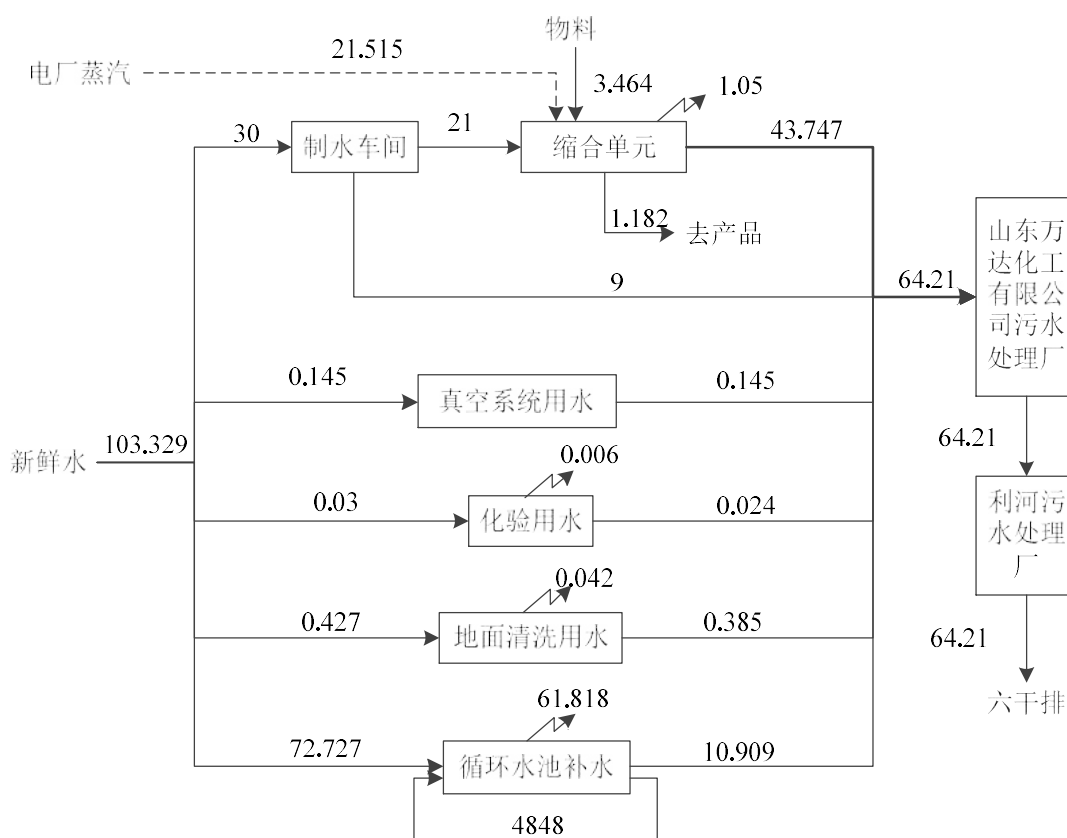 物料
21.515
电厂蒸汽
3.464
1.05
30
制水车间
21
缩合单元
43.747
1.182
去产品
9
64.21
山东万
达化工
有限公
司污水
处理厂
0.145
真空系统用水
0.145
新鲜水
103.329
64.21
0.006
0.03
化验用水
0.024
利河污
水处理
厂
0.042
0.427
地面清洗用水
0.385
64.21
61.818
六干排
72.727
循环水池补水
10.909
4848